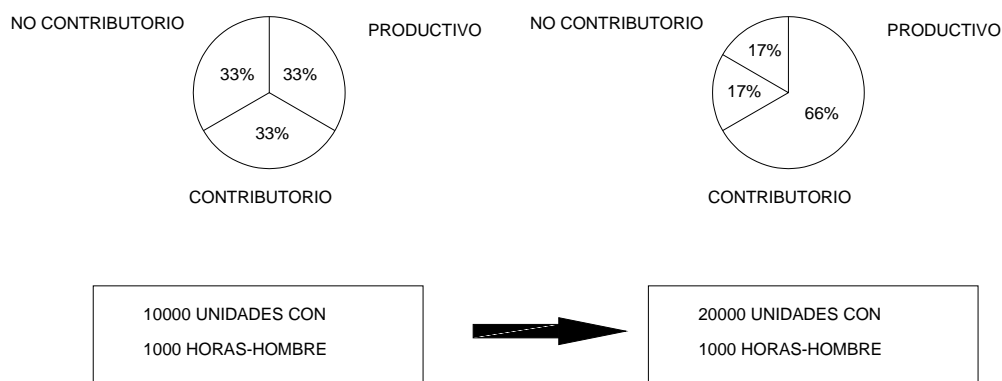 NO CONTRIBUTORIO
PRODUCTIVO
33%
33%
33%
CONTRIBUTORIO
NO CONTRIBUTORIO
PRODUCTIVO
17%
17%
66%
CONTRIBUTORIO
10000 UNIDADES CON
1000 HORAS-HOMBRE
20000 UNIDADES CON
1000 HORAS-HOMBRE